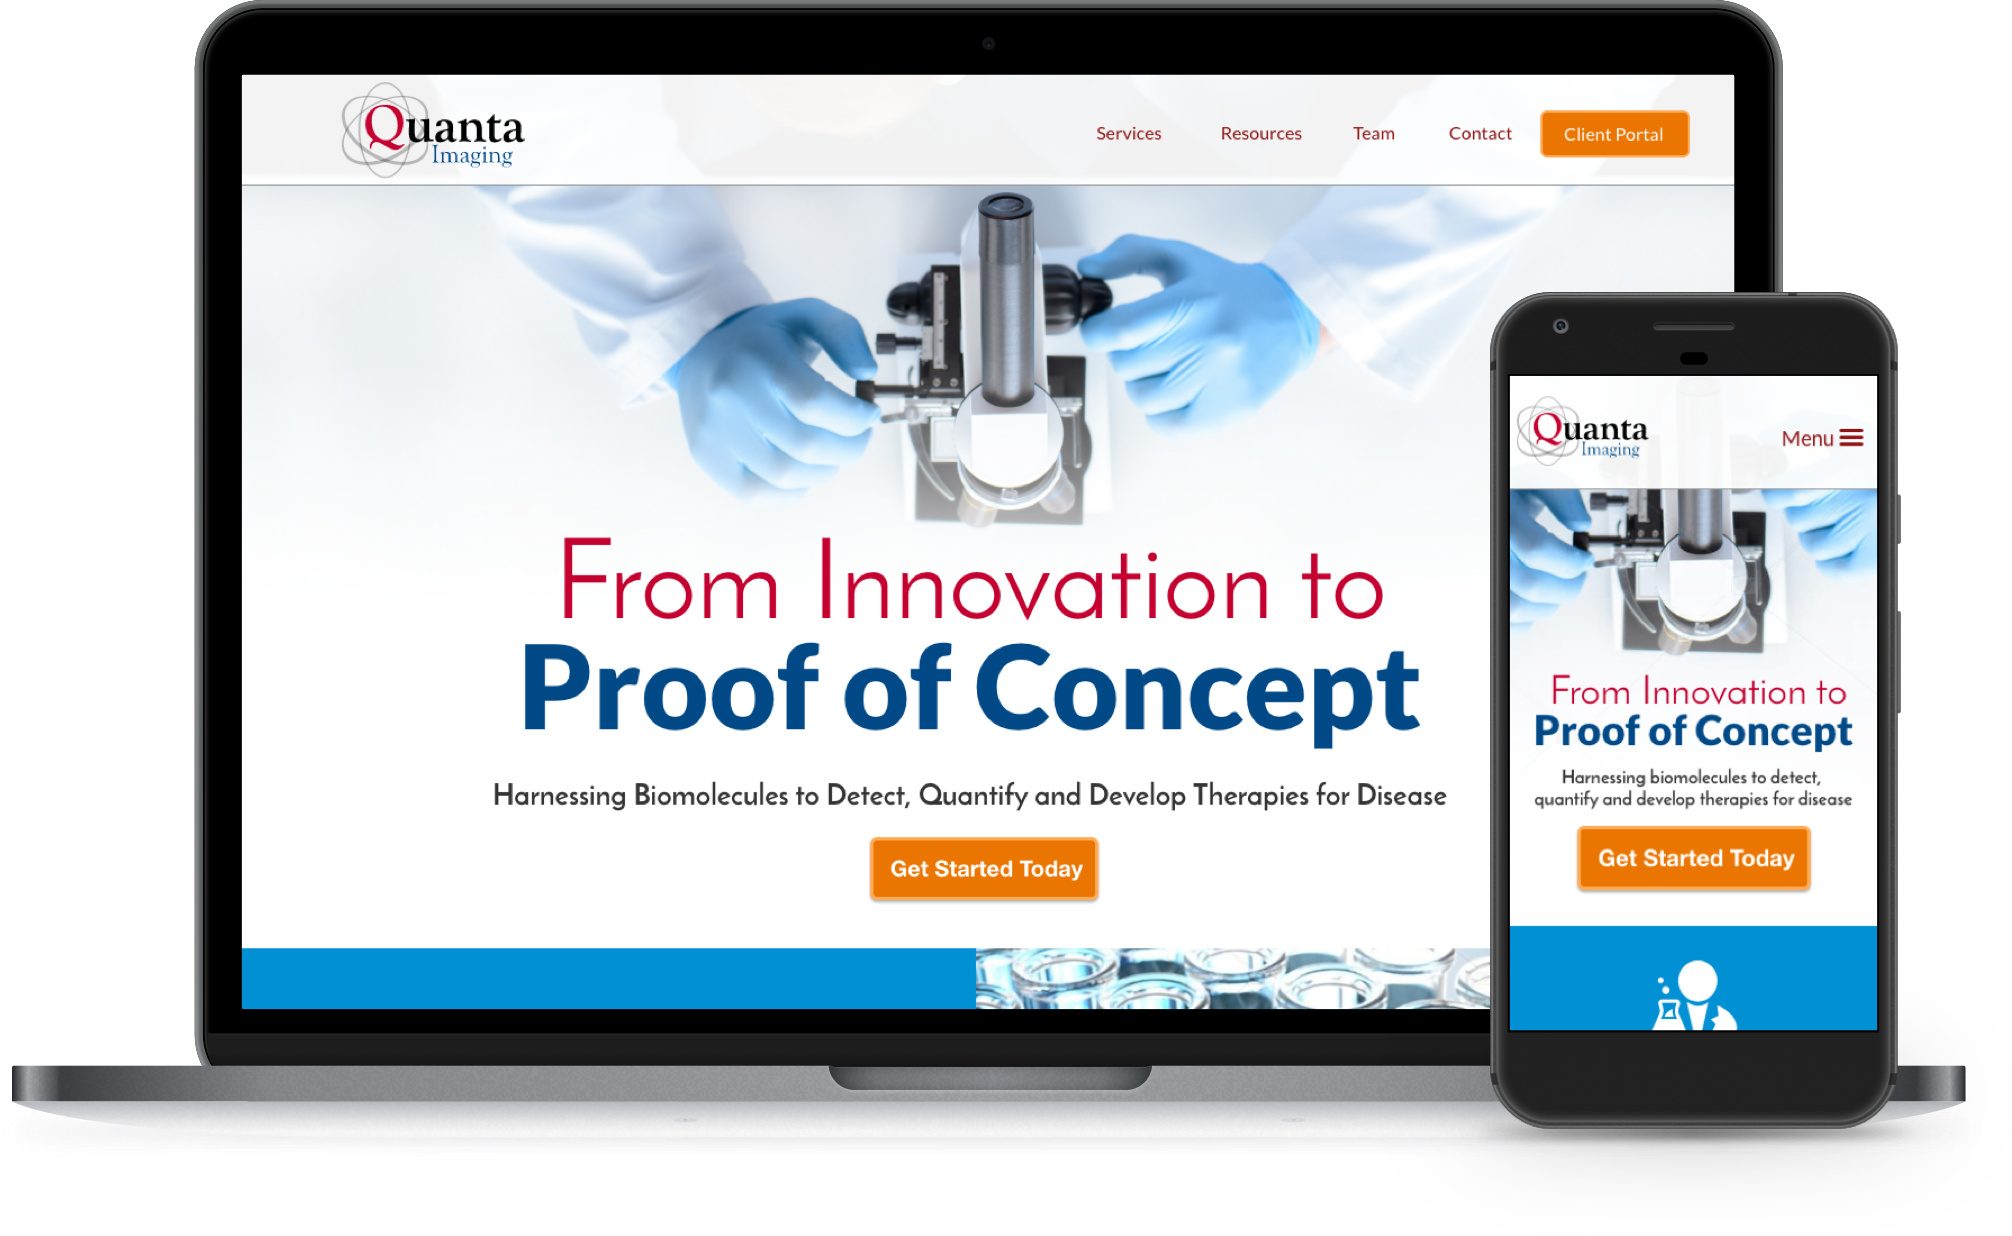 Quanta
Imaging
Services Resources Team Contact Client Portal
From Innovation to
Proof of Concept
Harnessing Biomolecules to Detect, Quantify and Develop Therapies for Disease
Get Started Today
Quanta
Imaging
Menu
From Innovation to
Proof of Concept
Harnessing biomolecules to detect,
quantify and develop therapies for disease
Get Started Today